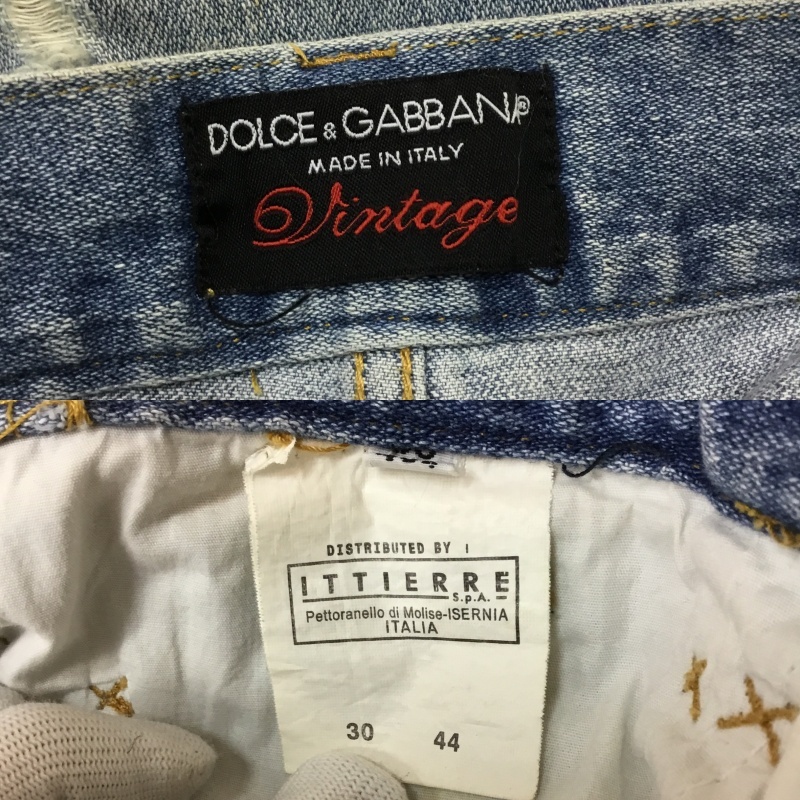 DOLCE & GABBANA®
MADE IN ITALY
Vintage
DISTRIBUTED BY
ITTIERRE
S.p.A.
Pettoranello di Molise-ISERNIA
ITALIA
30 44